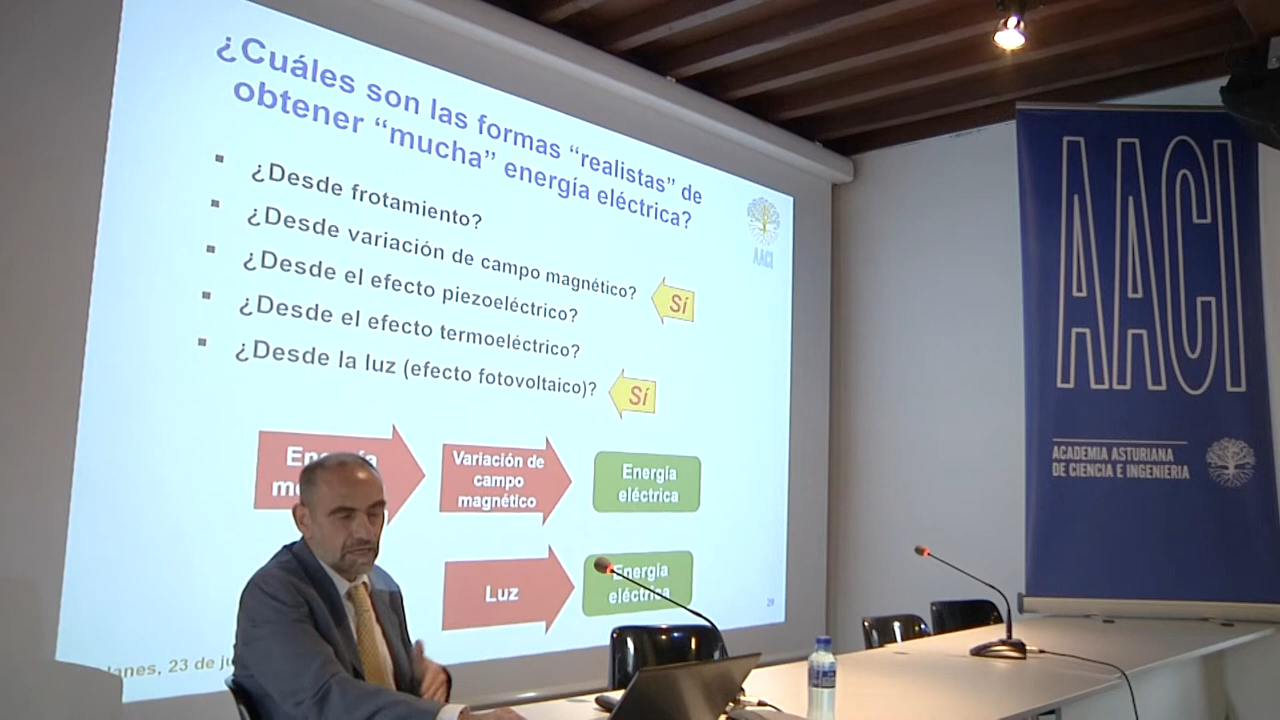 ¿Cuáles son las formas “realistas” de
obtener “mucha” energía eléctrica?
¿Desde frotamiento?
¿Desde variación de campo magnético?
Sí
¿Desde el efecto piezoeléctrico?
¿Desde el efecto termoeléctrico?
¿Desde la luz (efecto fotovoltaico)?
Sí
AACI
Variación de
campo
magnético
Energía
eléctrica
Luz
Energía
eléctrica
29
23 de
AACI
ACADEMIA ASTURIANA
DE CIENCIA E INGENIERIA